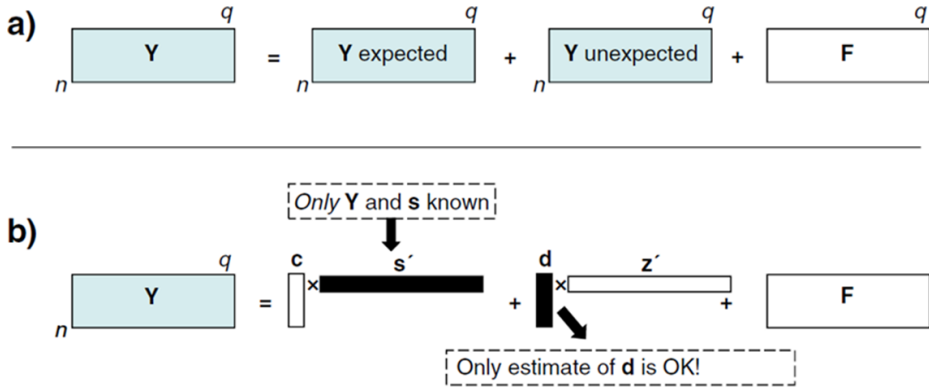 a)
q q q
Y = Y expected + Y unexpected + F
n n n
Only Y and s known
b)
q c s´ d z´
Y = × + × + F
n
Only estimate of d is OK!